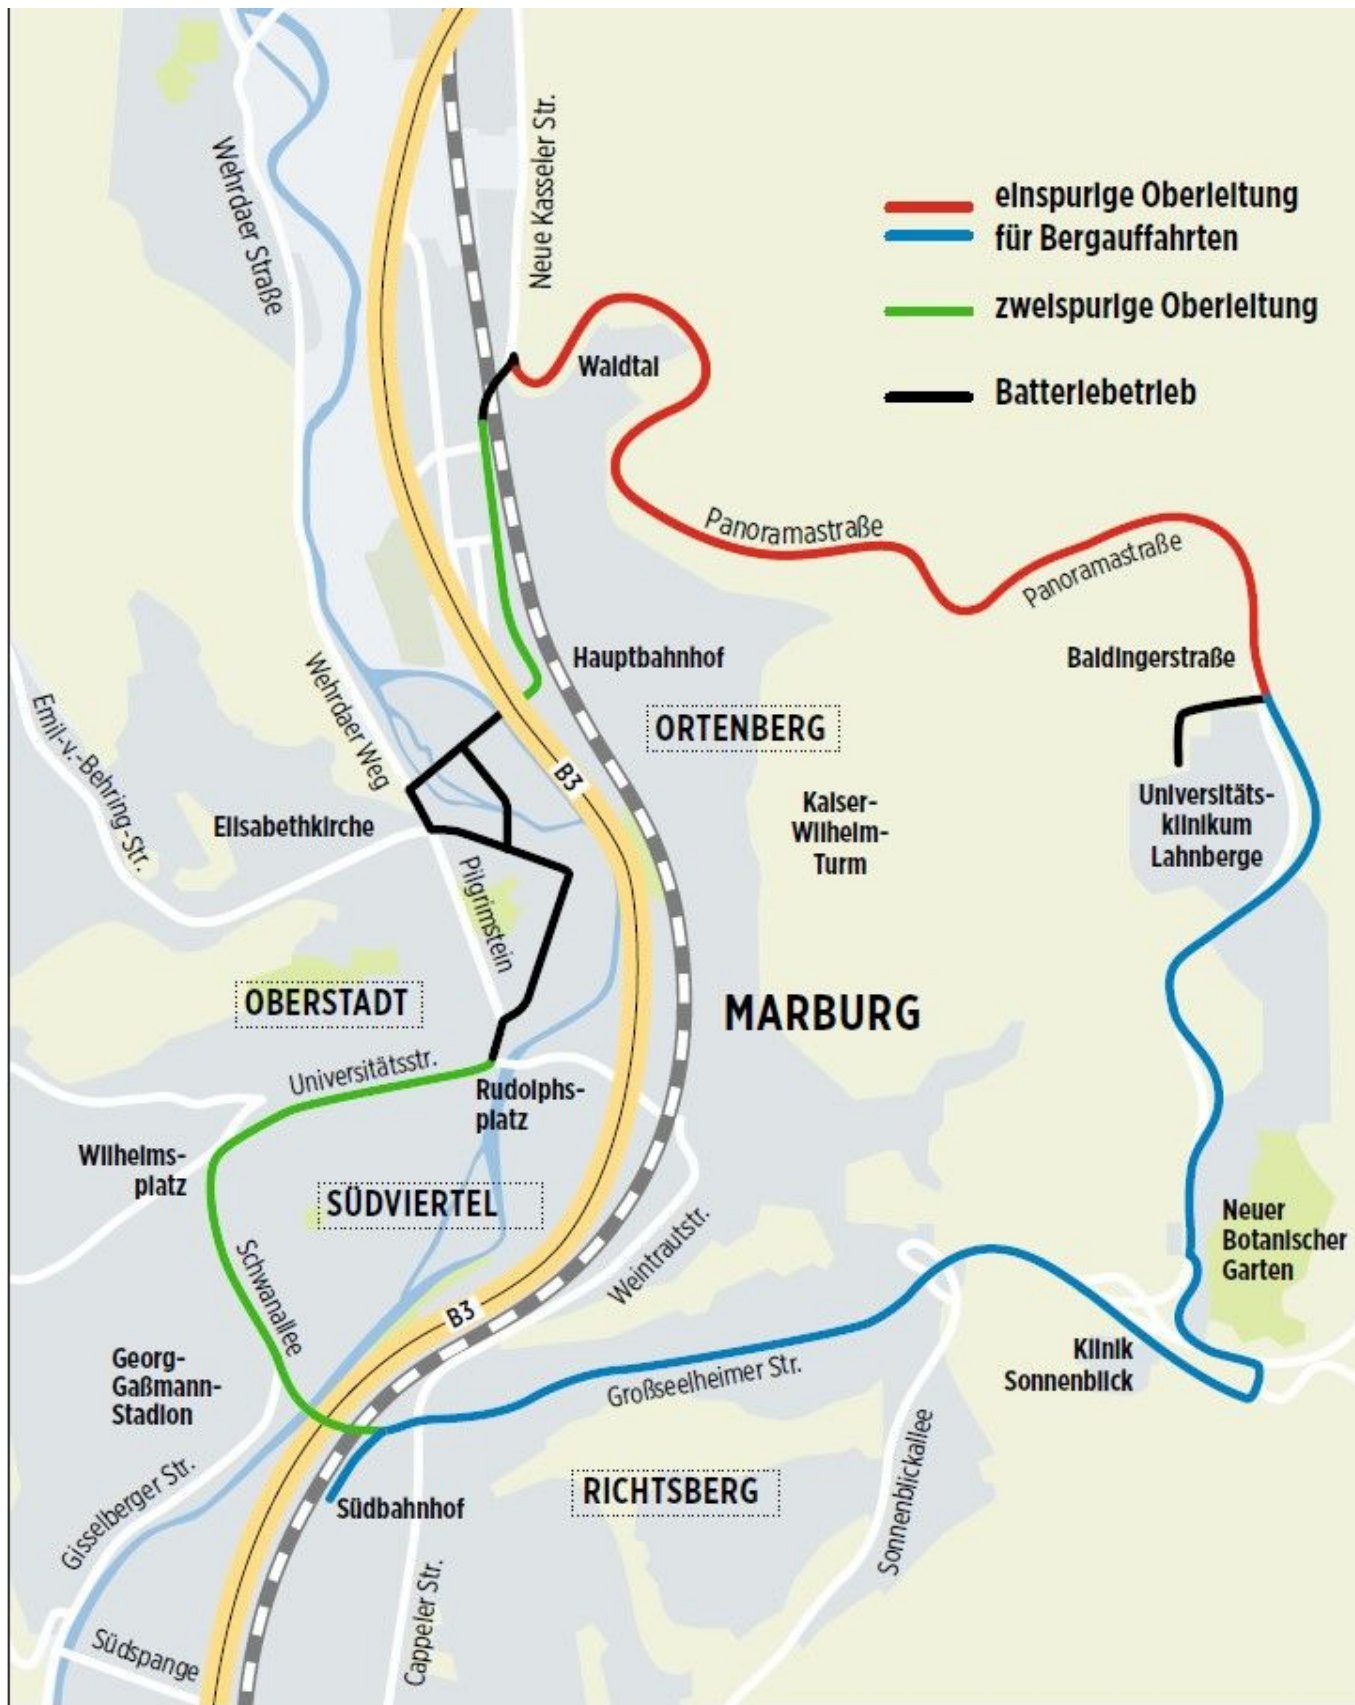 Neue Kasseler Str.
Wehrdaer Straße
einspurige Oberleitung
für Bergauffahrten
zweispurige Oberleitung
Batteriebetrieb
Waldtal
Panoramastraße
Panoramastraße
Hauptbahnhof
Baldingerstraße
Wehrdaer Weg
Emil-v.-Behring-Str.
ORTENBERG
B3
Kaiser-
Wilhelm-
Turm
Universitäts-
klinikum
Lahnberge
Elisabethkirche
Pilgrimstein
OBERSTADT
MARBURG
Universitätsstr.
Rudolphs-
platz
Wilhelms-
platz
SÜDVIERTEL
Neuer
Botanischer
Garten
Schwanallee
Weintrautstr.
B3
Georg-
Gaßmann-
Stadion
Großseelheimer Str.
Klinik
Sonnenblick
Sonnenblickallee
RICHTSBERG
Südbahnhof
Gisselberger Str.
Cappeler Str.
Südspange